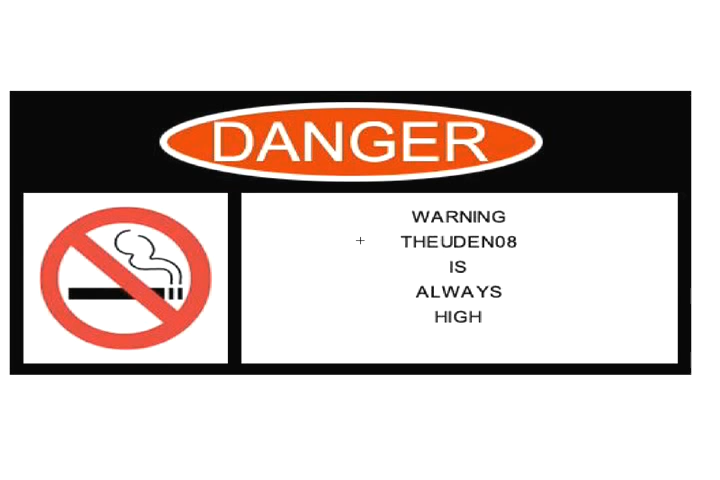 DANGER
WARNING
THEUDEN08
IS
ALWAYS
HIGH